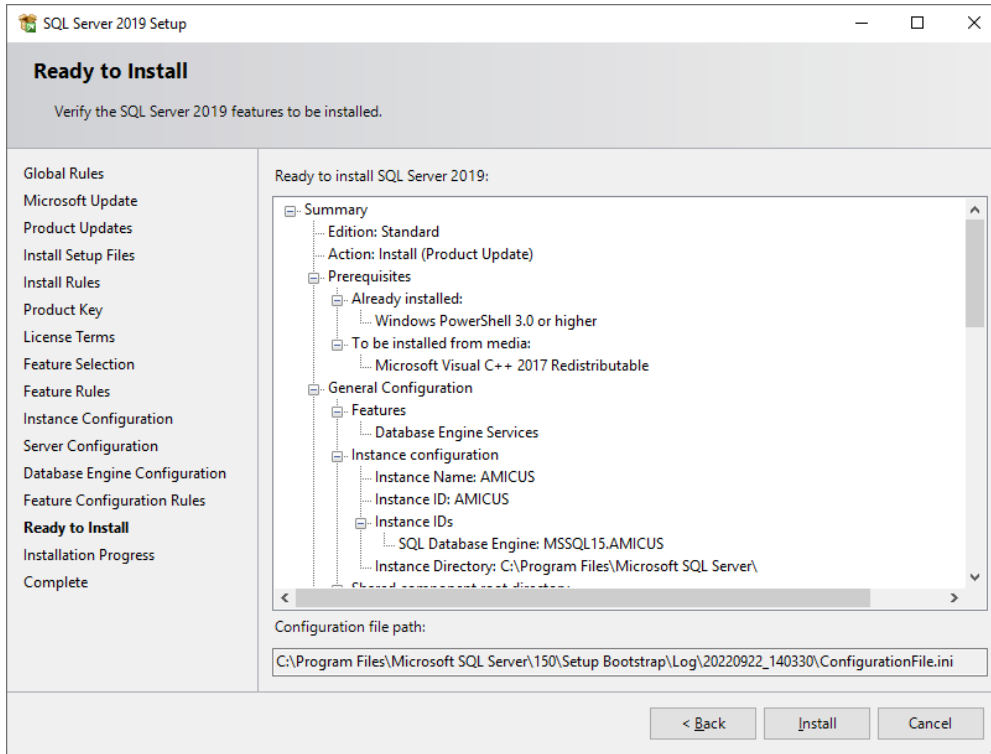 SQL Server 2019 Setup
Ready to Install
Verify the SQL Server 2019 features to be installed.
Global Rules
Microsoft Update
Product Updates
Install Setup Files
Install Rules
Product Key
License Terms
Feature Selection
Feature Rules
Instance Configuration
Server Configuration
Database Engine Configuration
Feature Configuration Rules
Ready to Install
Installation Progress
Complete
Ready to install SQL Server 2019:
Summary
Edition: Standard
Action: Install (Product Update)
Prerequisites
Already installed:
Windows PowerShell 3.0 or higher
To be installed from media:
Microsoft Visual C++ 2017 Redistributable
General Configuration
Features
Database Engine Services
Instance configuration
Instance Name: AMICUS
Instance ID: AMICUS
Instance IDs
SQL Database Engine: MSSQL15.AMICUS
Instance Directory: C:\Program Files\Microsoft SQL Server\
Shared component root directory
Configuration file path:
C:\Program Files\Microsoft SQL Server\150\Setup Bootstrap\Log\20220922_140330\ConfigurationFile.ini
< Back
Install
Cancel